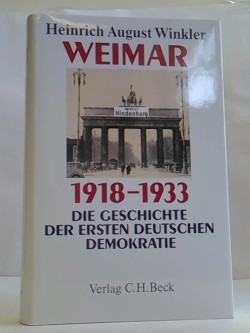 Heinrich August Winkler
WEIMAR
Hindenburg
1918–1933
DIE GESCHICHTE
DER ERSTEN DEUTSCHEN
DEMOKRATIE
Verlag C.H.Beck